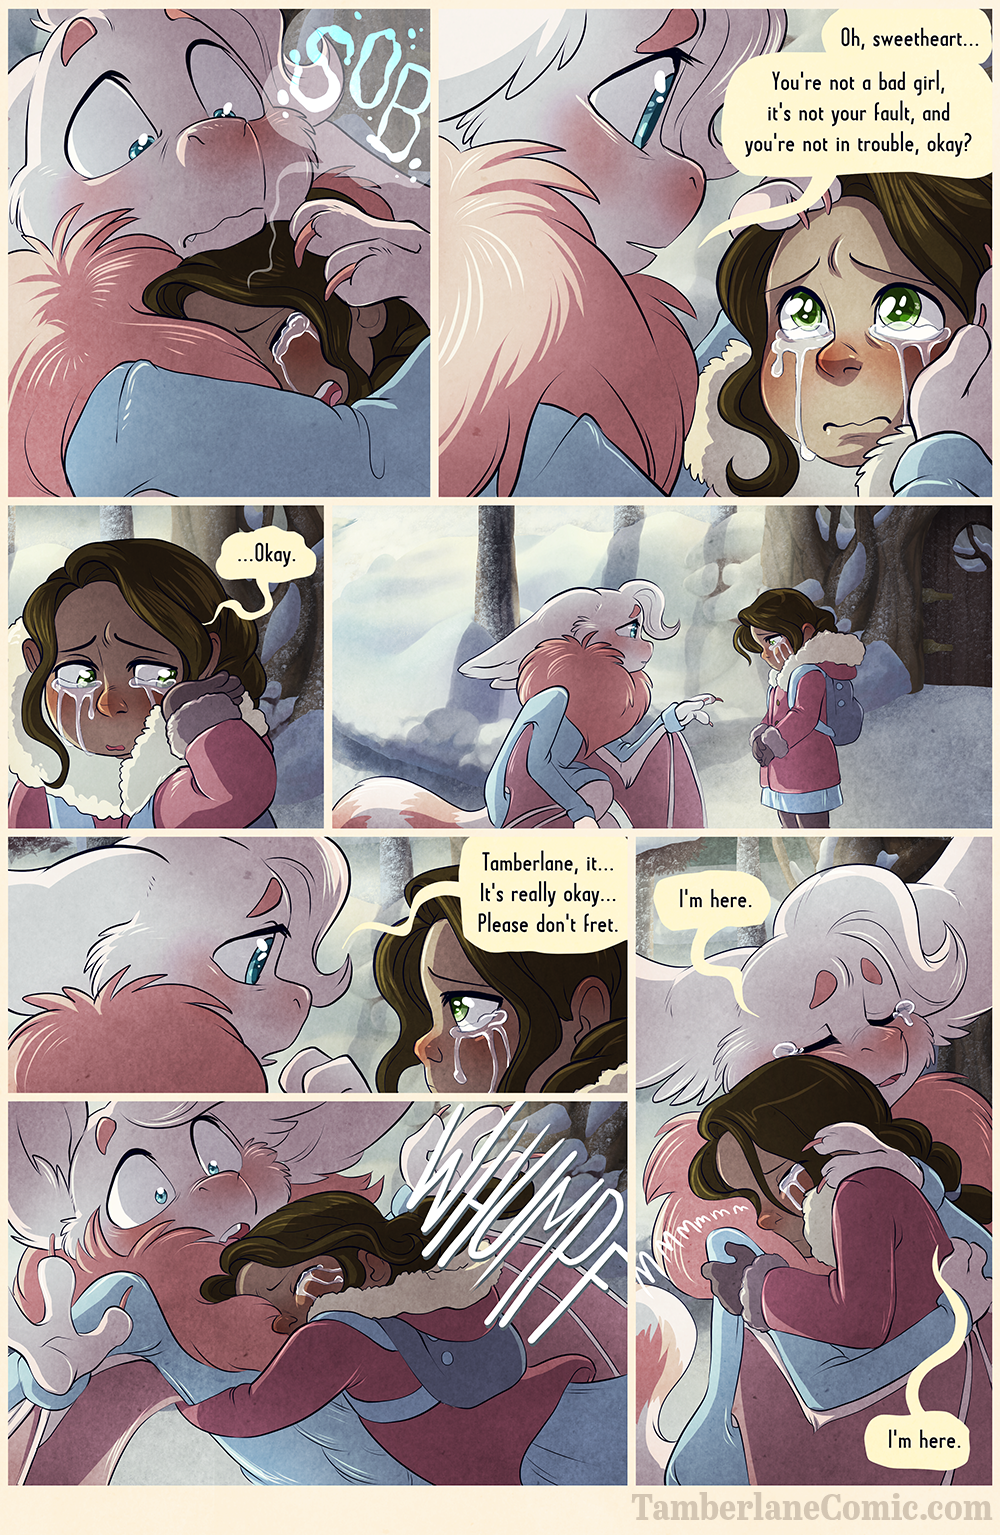 SOB.
Oh, sweetheart...
You're not a bad girl,
it's not your fault, and
you're not in trouble, okay?
...Okay.
Tamberlane, it...
It's really okay...
Please don't fret.
WHUMPF
I'm here.
mmmmmmm
I'm here.
TamberlaneComic.com